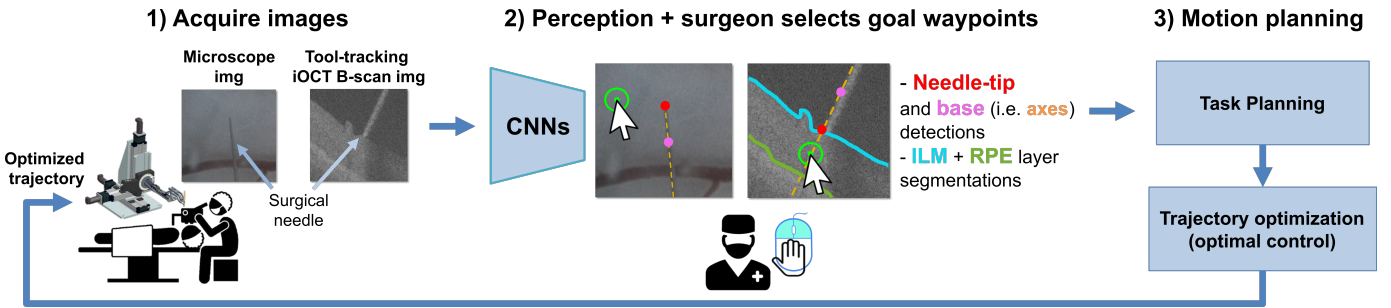 1) Acquire images
Microscope
img
Tool-tracking
iOCT B-scan img
Surgical
needle
Optimized
trajectory
2) Perception + surgeon selects goal waypoints
CNNs
- Needle-tip
and base (i.e. axes)
detections
- ILM + RPE layer
segmentations
3) Motion planning
Task Planning
Trajectory optimization
(optimal control)